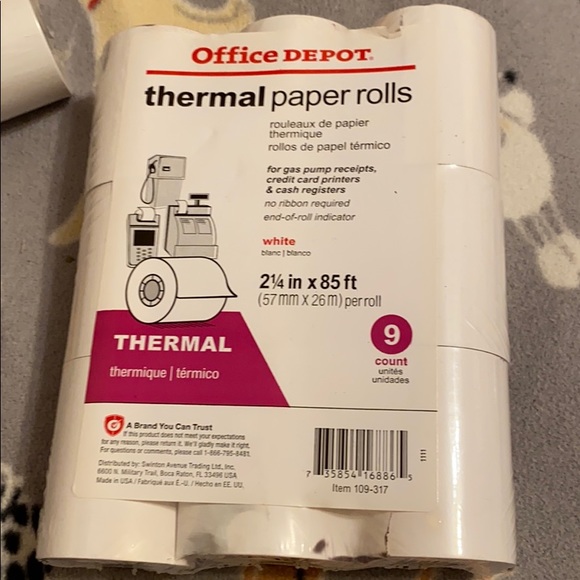 Office DEPOT®
thermal paper rolls
rouleaux de papier
thermique
rollos de papel térmico
for gas pump receipts,
credit card printers
& cash registers
no ribbon required
end-of-roll indicator
white
blanc | blanco
2¼ in x 85 ft
(57 mm x 26 m) per roll
9
count
unités
unidades
THERMAL
thermique | térmico
A Brand You Can Trust
If this product does not meet your expectations
for any reason, please return it. We'll gladly make it right.
For questions or comments, please call 1-866-795-8481.
Distributed by: Swinton Avenue Trading Ltd., Inc.
6600 N. Military Trail, Boca Raton, FL 33496 USA
Made in USA / Fabriqué aux É.-U. / Hecho en EE. UU.
7 35854 16886 5
Item 109-317
1111